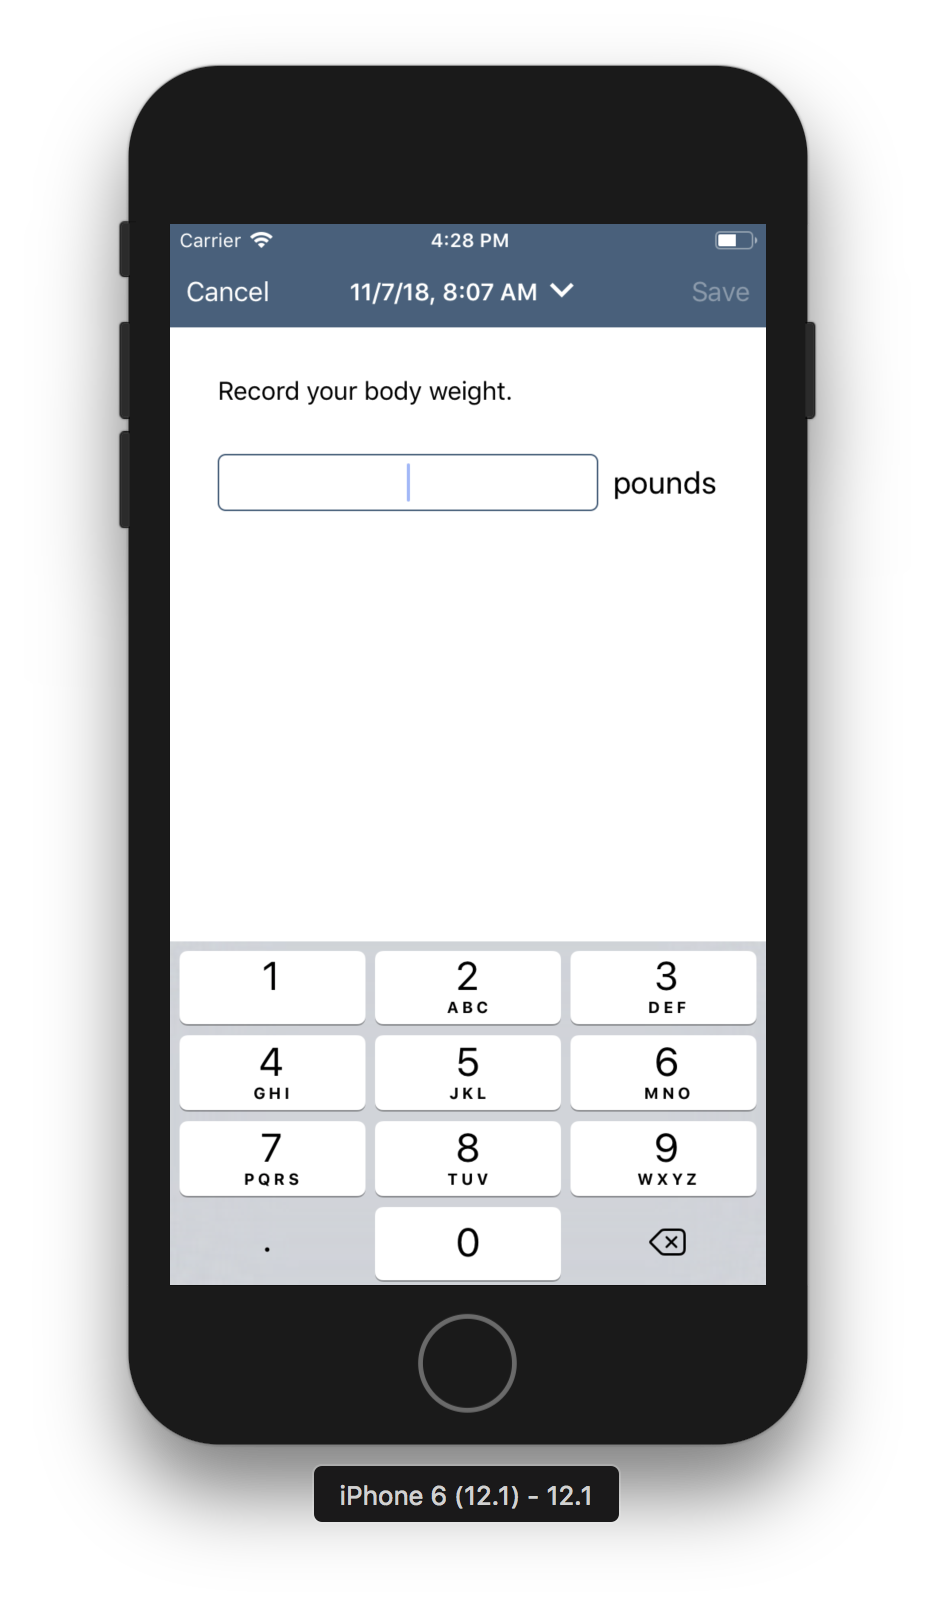 Carrier 4:28 PM
Cancel 11/7/18, 8:07 AM Save
Record your body weight.
pounds
1 2 3
ABC DEF
4 5 6
GHI JKL MNO
7 8 9
PQRS TUV WXYZ
. 0
iPhone 6 (12.1) - 12.1